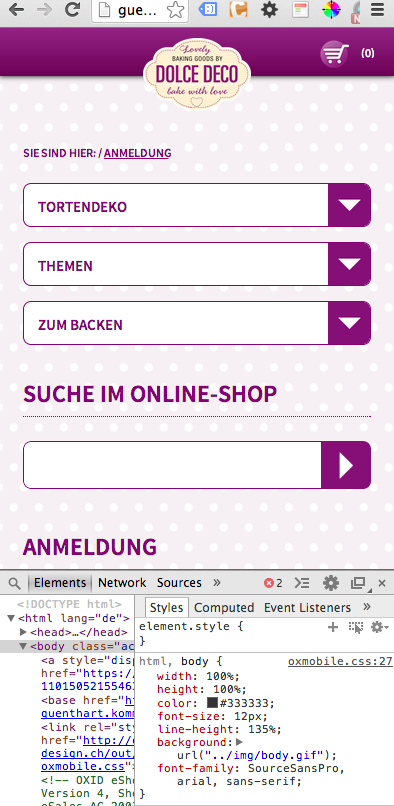 gue...
Lovely
BAKING GOODS BY
DOLCE DECO
bake with love
(0)
SIE SIND HIER: / ANMELDUNG
TORTENDEKO
THEMEN
ZUM BACKEN
SUCHE IM ONLINE-SHOP
ANMELDUNG
Elements Network Sources » 2
<!DOCTYPE html>
<html lang="de">
<head>…</head>
<body class="ac
<a style="disp
href="https:/
11015052155463
<base href="ht
guenthart.komm
<link rel="sty
href="http://d
design.ch/out/
oxmobile.css">
<!-- OXID eSho
Version 4, Sho
eSales AG 200
Styles Computed Event Listeners »
element.style {
}
html, body { oxmobile.css:27
width: 100%;
height: 100%;
color: #333333;
font-size: 12px;
line-height: 135%;
background:
url("../img/body.gif");
font-family: SourceSansPro,
arial, sans-serif;
}